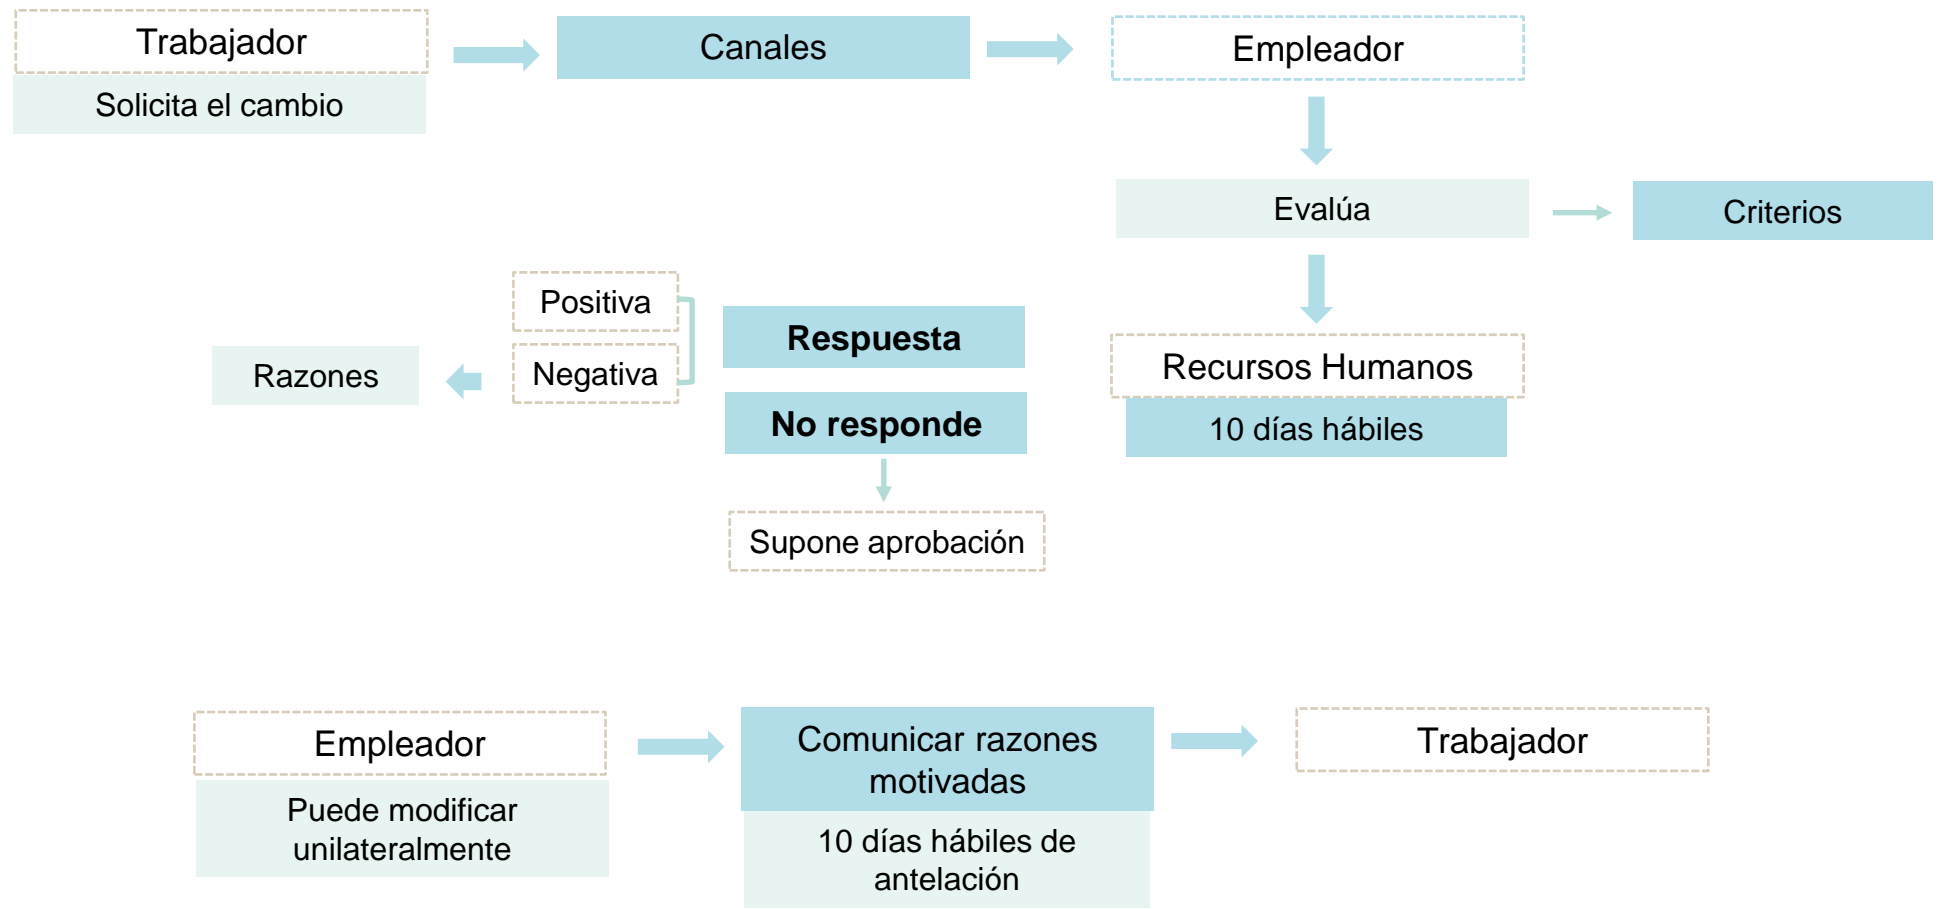 Trabajador
Solicita el cambio
Canales
Empleador
Evalúa
Criterios
Recursos Humanos
10 días hábiles
Respuesta
Positiva
Negativa
Razones
No responde
Supone aprobación
Empleador
Puede modificar
unilateralmente
Comunicar razones
motivadas
10 días hábiles de
antelación
Trabajador